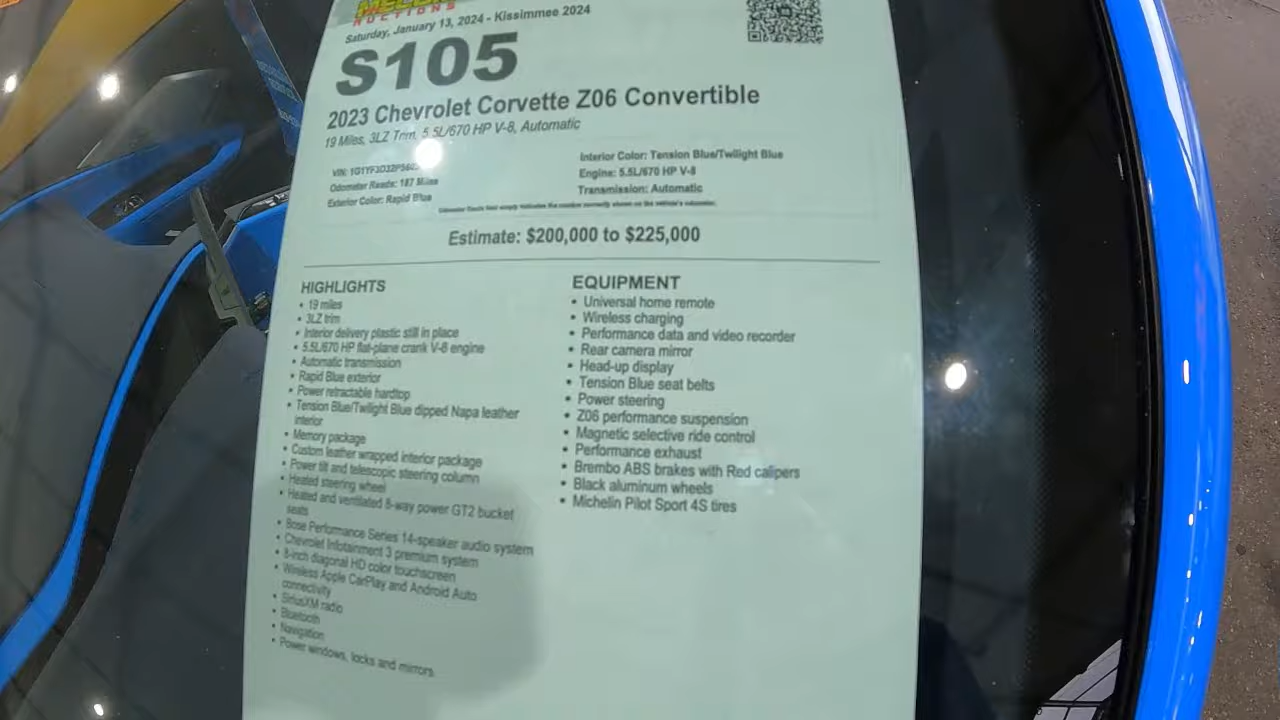 AUCTIONS
Saturday, January 13, 2024 - Kissimmee 2024
S105
2023 Chevrolet Corvette Z06 Convertible
19 Miles, 3LZ Trim, 5.5L/670 HP V-8, Automatic
Odometer Reads: 187 Miles
Exterior Color: Rapid Blue
Interior Color: Tension Blue/Twilight Blue
Engine: 5.5L/670 HP V-8
Transmission: Automatic
Estimate: $200,000 to $225,000
HIGHLIGHTS
• 19 miles
• 3LZ trim
• Interior delivery plastic still in place
• 5.5L/670 HP flat-plane crank V-8 engine
• Automatic transmission
• Rapid Blue exterior
• Power retractable hardtop
• Tension Blue/Twilight Blue dipped Napa leather
interior
• Memory package
• Custom leather wrapped interior package
• Power tilt and telescopic steering column
• Heated steering wheel
• Heated and ventilated 8-way power GT2 bucket
seats
• Bose Performance Series 14-speaker audio system
• Chevrolet Infotainment 3 premium system
• 8-inch diagonal HD color touchscreen
• Wireless Apple CarPlay and Android Auto
connectivity
• SiriusXM radio
• Bluetooth
• Navigation
• Power windows, locks and mirrors
EQUIPMENT
• Universal home remote
• Wireless charging
• Performance data and video recorder
• Rear camera mirror
• Head-up display
• Tension Blue seat belts
• Power steering
• Z06 performance suspension
• Magnetic selective ride control
• Performance exhaust
• Brembo ABS brakes with Red calipers
• Black aluminum wheels
• Michelin Pilot Sport 4S tires